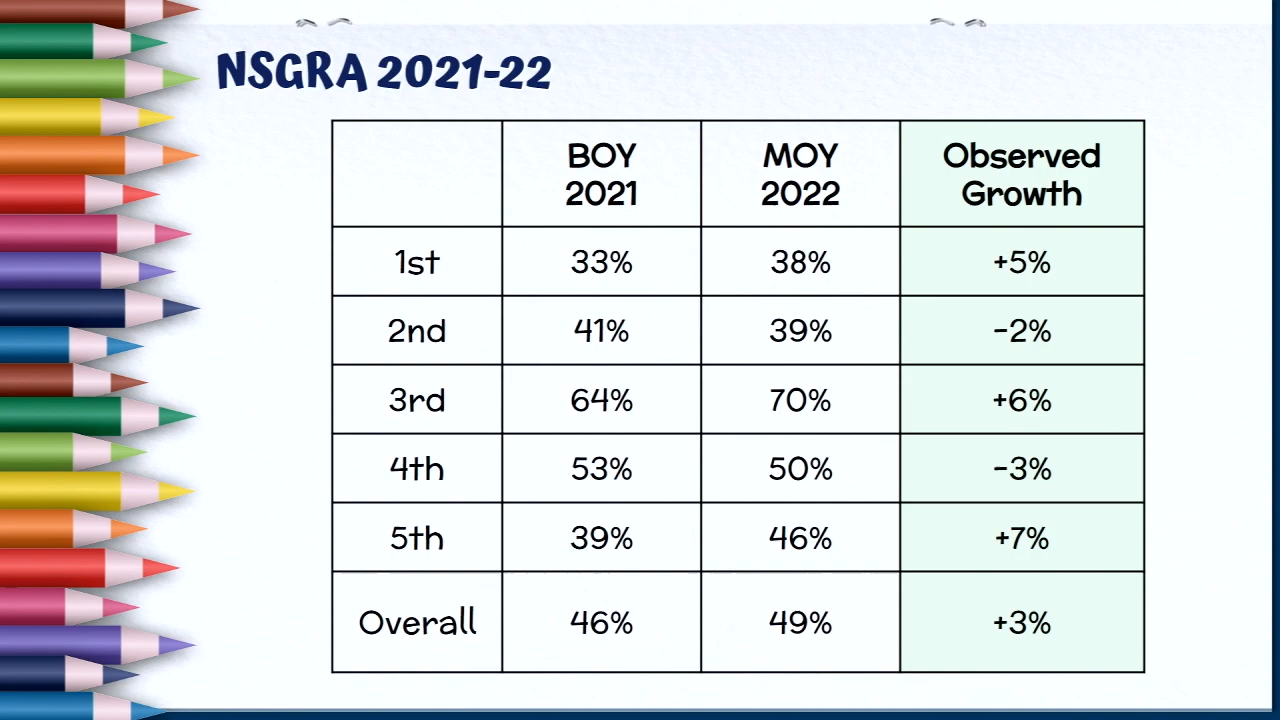 NSGRA 2021-22
BOY 2021 MOY 2022 Observed Growth
1st 33% 38% +5%
2nd 41% 39% -2%
3rd 64% 70% +6%
4th 53% 50% -3%
5th 39% 46% +7%
Overall 46% 49% +3%